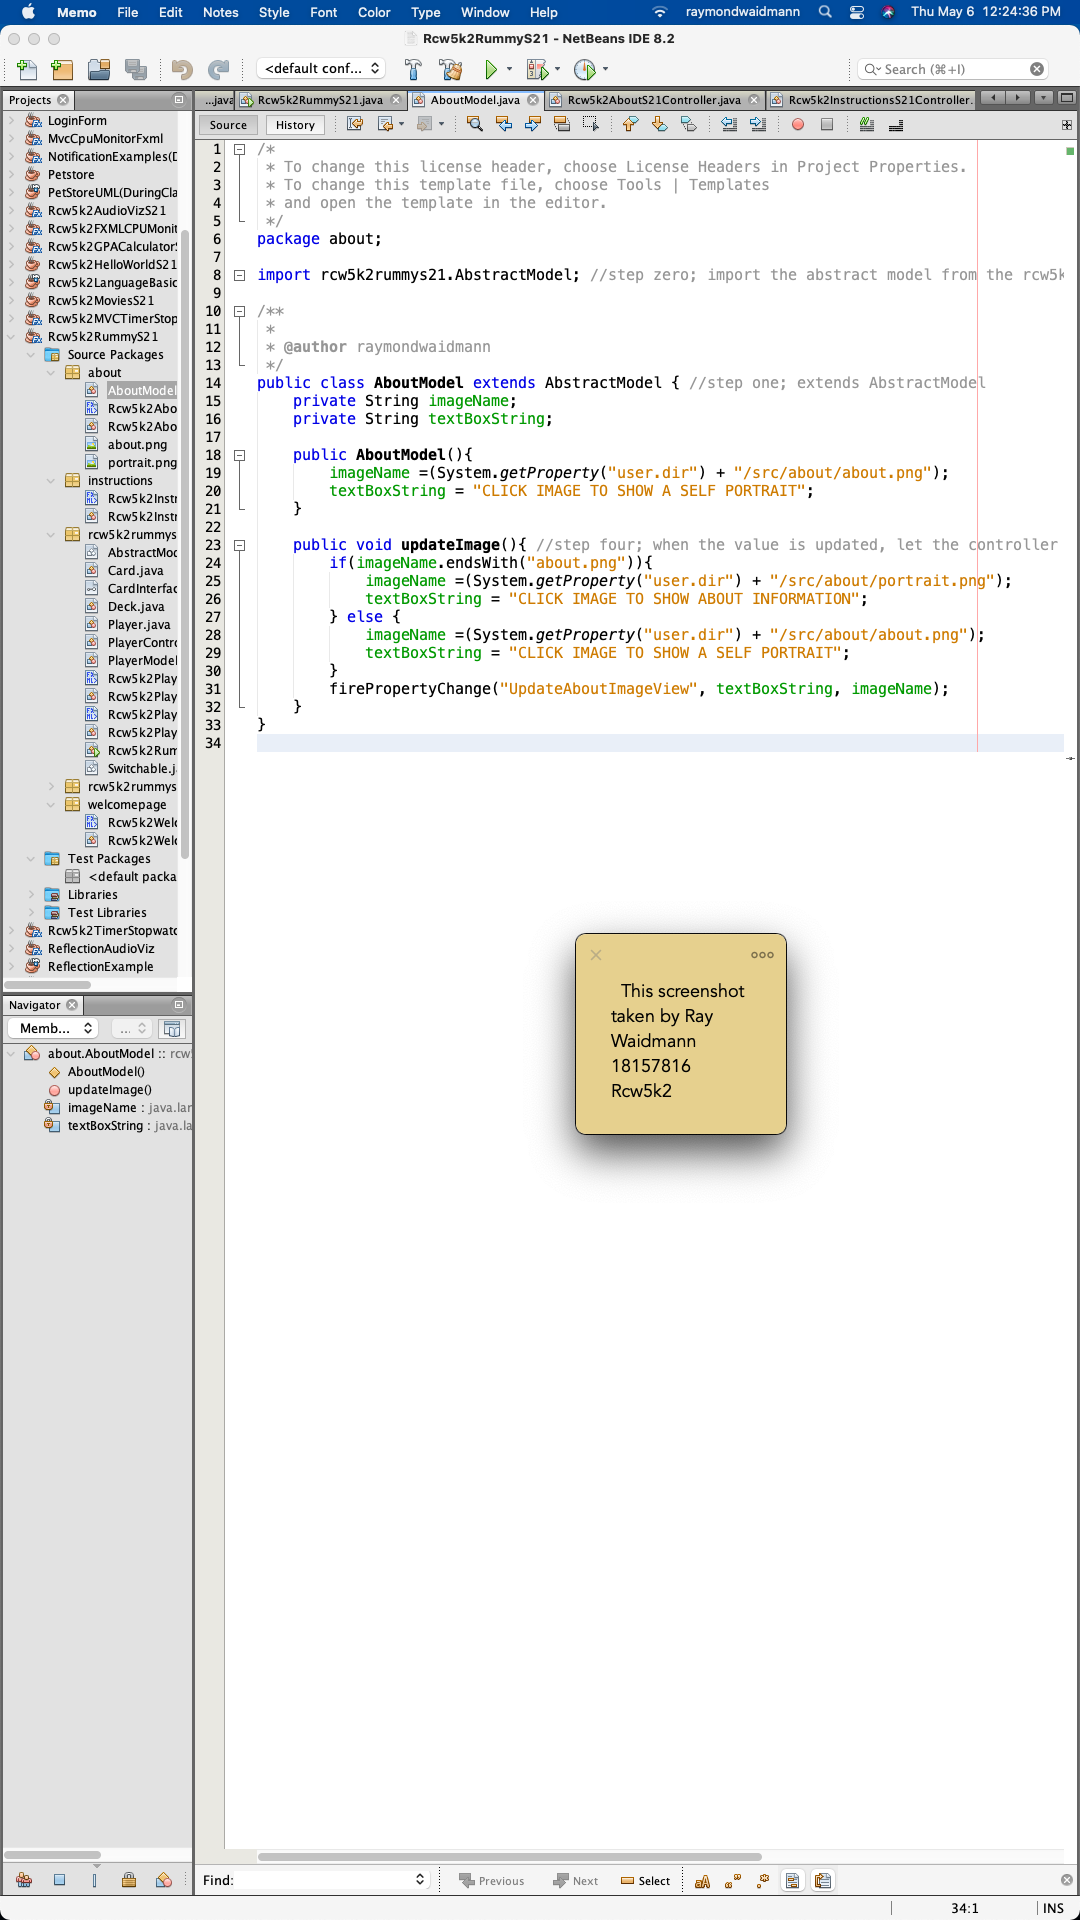 Memo File Edit Notes Style Font Color Type Window Help raymondwaidmann Thu May 6 12:24:36 PM
Rcw5k2RummyS21 - NetBeans IDE 8.2
<default conf... Search (⌘+I)
Projects
...java Rcw5k2RummyS21.java AboutModel.java Rcw5k2AboutS21Controller.java Rcw5k2InstructionsS21Controller.
Source History
LoginForm
MvcCpuMonitorFxml
NotificationExamples(D
Petstore
PetStoreUML(DuringCla
Rcw5k2AudioVizS21
Rcw5k2FXMLCPUMonit
Rcw5k2GPACalculatorS
Rcw5k2HelloWorldS21
Rcw5k2LanguageBasic
Rcw5k2MoviesS21
Rcw5k2MVCTimerStop
Rcw5k2RummyS21
Source Packages
about
AboutModel
Rcw5k2Abo
Rcw5k2Abo
about.png
portrait.png
instructions
Rcw5k2Instr
Rcw5k2Instr
rcw5k2rummys
AbstractMod
Card.java
CardInterfac
Deck.java
Player.java
PlayerContro
PlayerModel
Rcw5k2Play
Rcw5k2Play
Rcw5k2Play
Rcw5k2Play
Rcw5k2Rum
Switchable.j
rcw5k2rummys
welcomepage
Rcw5k2Welc
Rcw5k2Welc
Test Packages
<default packa
Libraries
Test Libraries
Rcw5k2TimerStopwatc
ReflectionAudioViz
ReflectionExample
Navigator
Memb... ...
about.AboutModel :: rcw
AboutModel()
updateImage()
imageName : java.lan
textBoxString : java.la
1 /*
2 * To change this license header, choose License Headers in Project Properties.
3 * To change this template file, choose Tools | Templates
4 * and open the template in the editor.
5 */
6 package about;
7
8 import rcw5k2rummys21.AbstractModel; //step zero; import the abstract model from the rcw5k
9
10 /**
11 *
12 * @author raymondwaidmann
13 */
14 public class AboutModel extends AbstractModel { //step one; extends AbstractModel
15 private String imageName;
16 private String textBoxString;
17
18 public AboutModel(){
19 imageName =(System.getProperty("user.dir") + "/src/about/about.png");
20 textBoxString = "CLICK IMAGE TO SHOW A SELF PORTRAIT";
21 }
22
23 public void updateImage(){ //step four; when the value is updated, let the controller
24 if(imageName.endsWith("about.png")){
25 imageName =(System.getProperty("user.dir") + "/src/about/portrait.png");
26 textBoxString = "CLICK IMAGE TO SHOW ABOUT INFORMATION";
27 } else {
28 imageName =(System.getProperty("user.dir") + "/src/about/about.png");
29 textBoxString = "CLICK IMAGE TO SHOW A SELF PORTRAIT";
30 }
31 firePropertyChange("UpdateAboutImageView", textBoxString, imageName);
32 }
33 }
34
This screenshot
taken by Ray
Waidmann
18157816
Rcw5k2
Find: Previous Next Select
34:1 INS